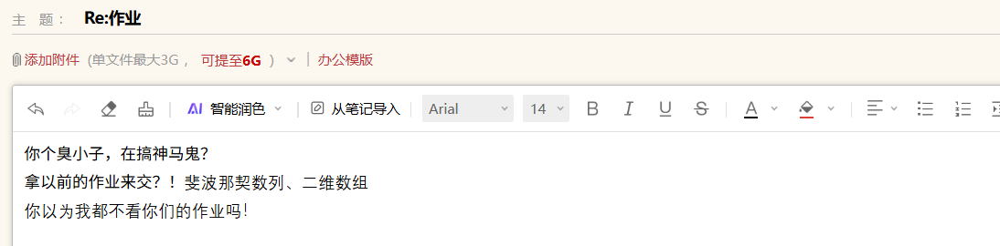 主 题： Re:作业
添加附件 (单文件最大3G， 可提至6G ) 办公模版
AI 智能润色 从笔记导入 Arial 14 B I U S A
你个臭小子，在搞神马鬼？
拿以前的作业来交？！斐波那契数列、二维数组
你以为我都不看你们的作业吗！